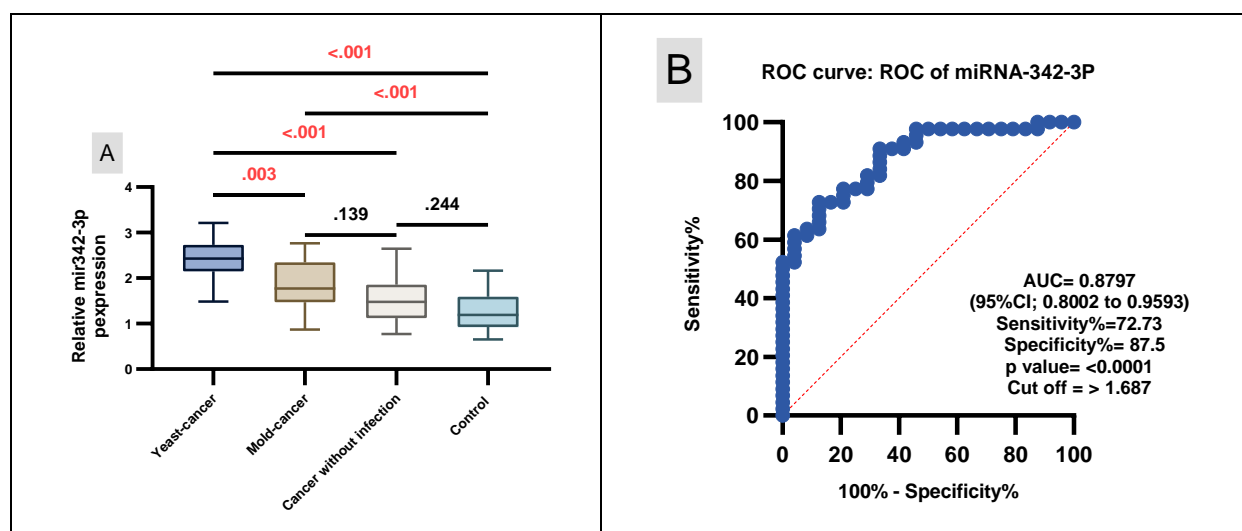 <.001
<.001
<.001
A
.003
.139
.244
Relative mir342-3p
pexpression
4
3
2
1
0
Yeast-cancer
Mold-cancer
Cancer without infection
Control
B
ROC curve: ROC of miRNA-342-3P
Sensitivity%
100
80
60
40
20
0
AUC= 0.8797
(95%CI; 0.8002 to 0.9593)
Sensitivity%=72.73
Specificity%= 87.5
p value= <0.0001
Cut off = > 1.687
0 20 40 60 80 100
100% - Specificity%